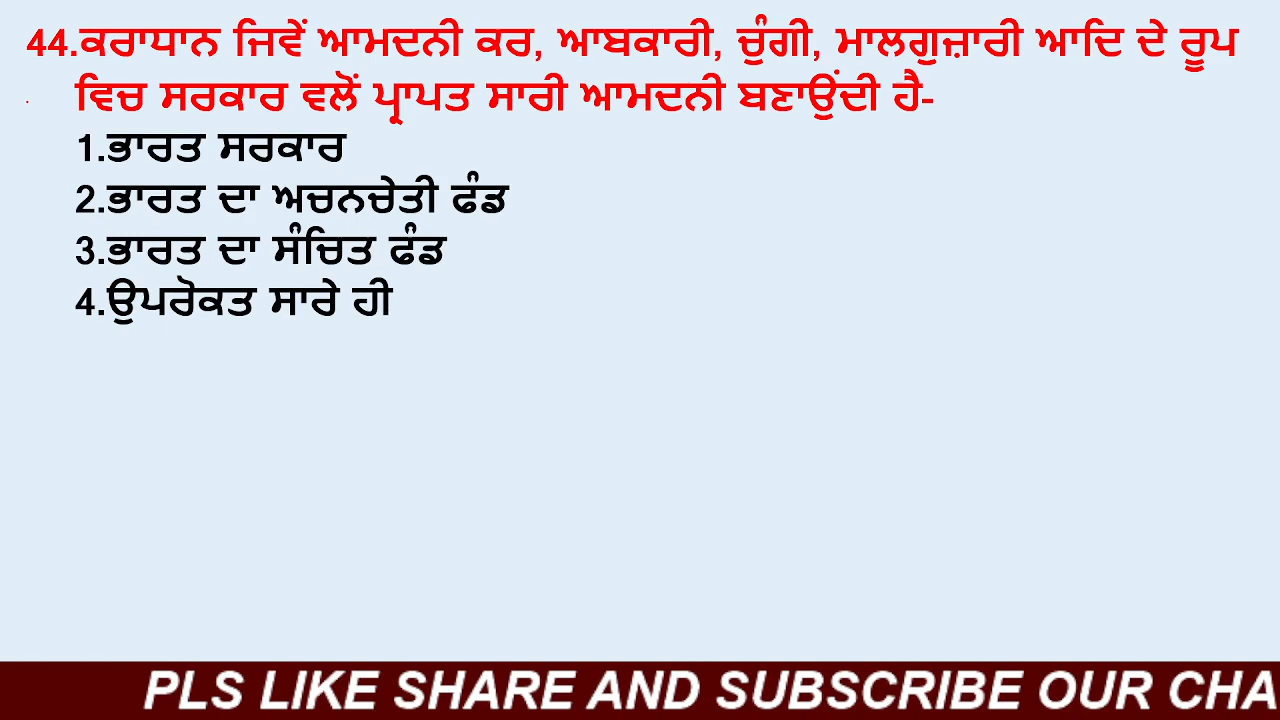 44.ਕਰਾਧਾਨ ਜਿਵੇਂ ਆਮਦਨੀ ਕਰ, ਆਬਕਾਰੀ, ਚੁੰਗੀ, ਮਾਲਗੁਜ਼ਾਰੀ ਆਦਿ ਦੇ ਰੂਪ
ਵਿਚ ਸਰਕਾਰ ਵਲੋਂ ਪ੍ਰਾਪਤ ਸਾਰੀ ਆਮਦਨੀ ਬਣਾਉਂਦੀ ਹੈ-
1.ਭਾਰਤ ਸਰਕਾਰ
2.ਭਾਰਤ ਦਾ ਅਚਨਚੇਤੀ ਫੰਡ
3.ਭਾਰਤ ਦਾ ਸੰਚਿਤ ਫੰਡ
4.ਉਪਰੋਕਤ ਸਾਰੇ ਹੀ
PLS LIKE SHARE AND SUBSCRIBE OUR CHA